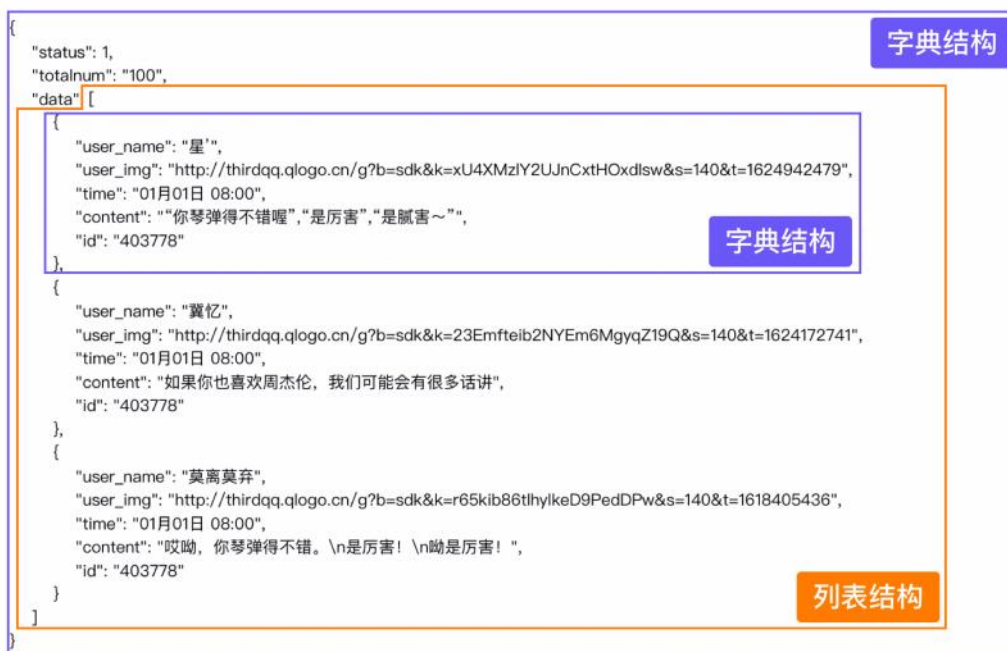 {
字典结构
"status": 1,
"totalnum": "100",
"data" [
{
"user_name": "星'",
"user_img": "http://thirdqq.qlogo.cn/g?b=sdk&k=xU4XMzlY2UJnCxtHOxdlsw&s=140&t=1624942479",
"time": "01月01日 08:00",
"content": "“你琴弹得不错喔”,“是厉害”,“是腻害～”",
字典结构
"id": "403778"
},
{
"user_name": "冀忆",
"user_img": "http://thirdqq.qlogo.cn/g?b=sdk&k=23Emfteib2NYEm6MgyqZ19Q&s=140&t=1624172741",
"time": "01月01日 08:00",
"content": "如果你也喜欢周杰伦，我们可能会有很多话讲",
"id": "403778"
},
{
"user_name": "莫离莫弃",
"user_img": "http://thirdqq.qlogo.cn/g?b=sdk&k=r65kib86tlhylkeD9PedDPw&s=140&t=1618405436",
"time": "01月01日 08:00",
"content": "哎呦，你琴弹得不错。\n是厉害！\n呦是厉害！",
"id": "403778"
}
列表结构
]
}